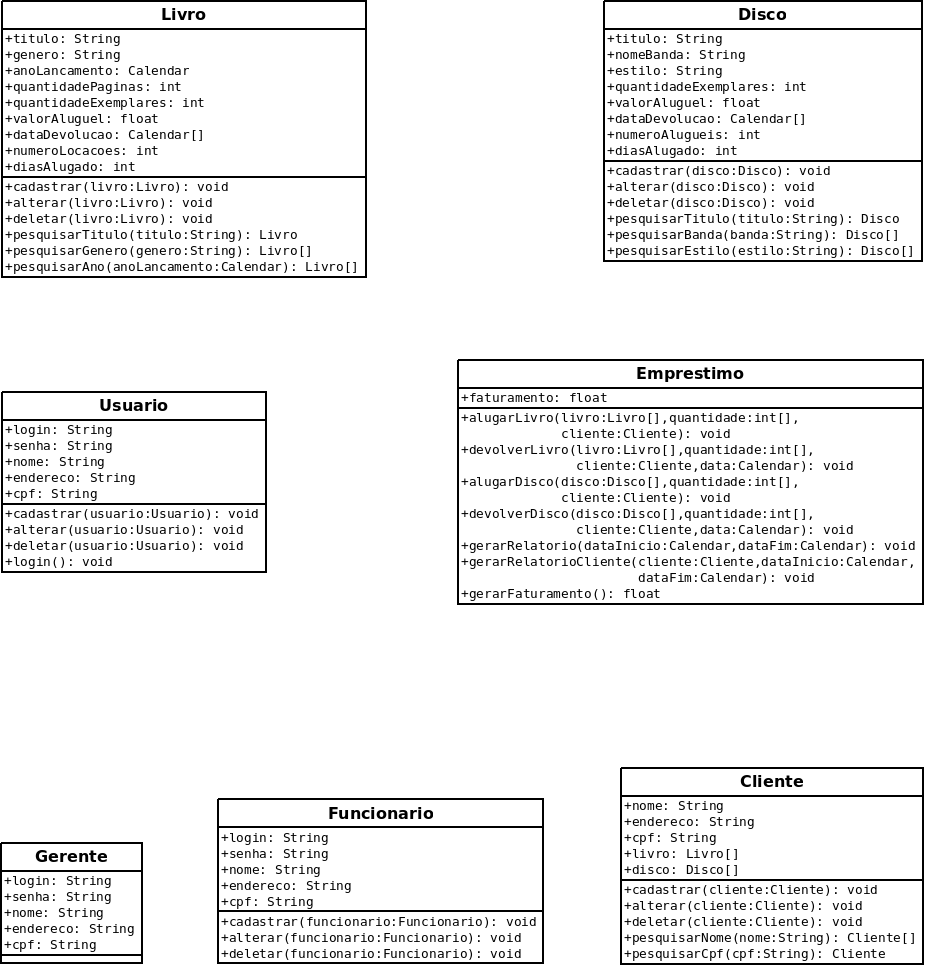 Livro
+titulo: String
+genero: String
+anoLancamento: Calendar
+quantidadePaginas: int
+quantidadeExemplares: int
+valorAluguel: float
+dataDevolucao: Calendar[]
+numeroLocacoes: int
+diasAlugado: int
+cadastrar(livro:Livro): void
+alterar(livro:Livro): void
+deletar(livro:Livro): void
+pesquisarTitulo(titulo:String): Livro
+pesquisarGenero(genero:String): Livro[]
+pesquisarAno(anoLancamento:Calendar): Livro[]
Disco
+titulo: String
+nomeBanda: String
+estilo: String
+quantidadeExemplares: int
+valorAluguel: float
+dataDevolucao: Calendar[]
+numeroAlugueis: int
+diasAlugado: int
+cadastrar(disco:Disco): void
+alterar(disco:Disco): void
+deletar(disco:Disco): void
+pesquisarTitulo(titulo:String): Disco
+pesquisarBanda(banda:String): Disco[]
+pesquisarEstilo(estilo:String): Disco[]
Usuario
+login: String
+senha: String
+nome: String
+endereco: String
+cpf: String
+cadastrar(usuario:Usuario): void
+alterar(usuario:Usuario): void
+deletar(usuario:Usuario): void
+login(): void
Emprestimo
+faturamento: float
+alugarLivro(livro:Livro[],quantidade:int[],
cliente:Cliente): void
+devolverLivro(livro:Livro[],quantidade:int[],
cliente:Cliente,data:Calendar): void
+alugarDisco(disco:Disco[],quantidade:int[],
cliente:Cliente): void
+devolverDisco(disco:Disco[],quantidade:int[],
cliente:Cliente,data:Calendar): void
+gerarRelatorio(dataInicio:Calendar,dataFim:Calendar): void
+gerarRelatorioCliente(cliente:Cliente,dataInicio:Calendar,
dataFim:Calendar): void
+gerarFaturamento(): float
Gerente
+login: String
+senha: String
+nome: String
+endereco: String
+cpf: String
Funcionario
+login: String
+senha: String
+nome: String
+endereco: String
+cpf: String
+cadastrar(funcionario:Funcionario): void
+alterar(funcionario:Funcionario): void
+deletar(funcionario:Funcionario): void
Cliente
+nome: String
+endereco: String
+cpf: String
+livro: Livro[]
+disco: Disco[]
+cadastrar(cliente:Cliente): void
+alterar(cliente:Cliente): void
+deletar(cliente:Cliente): void
+pesquisarNome(nome:String): Cliente[]
+pesquisarCpf(cpf:String): Cliente